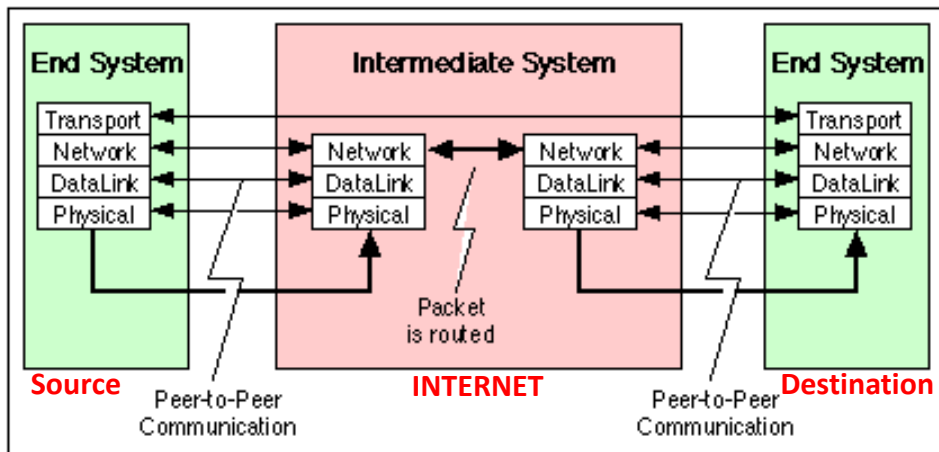 End System
Intermediate System
End System
Transport
Network
DataLink
Physical
Network
DataLink
Physical
Network
DataLink
Physical
Transport
Network
DataLink
Physical
Packet
is routed
Source
INTERNET
Destination
Peer-to-Peer
Communication
Peer-to-Peer
Communication